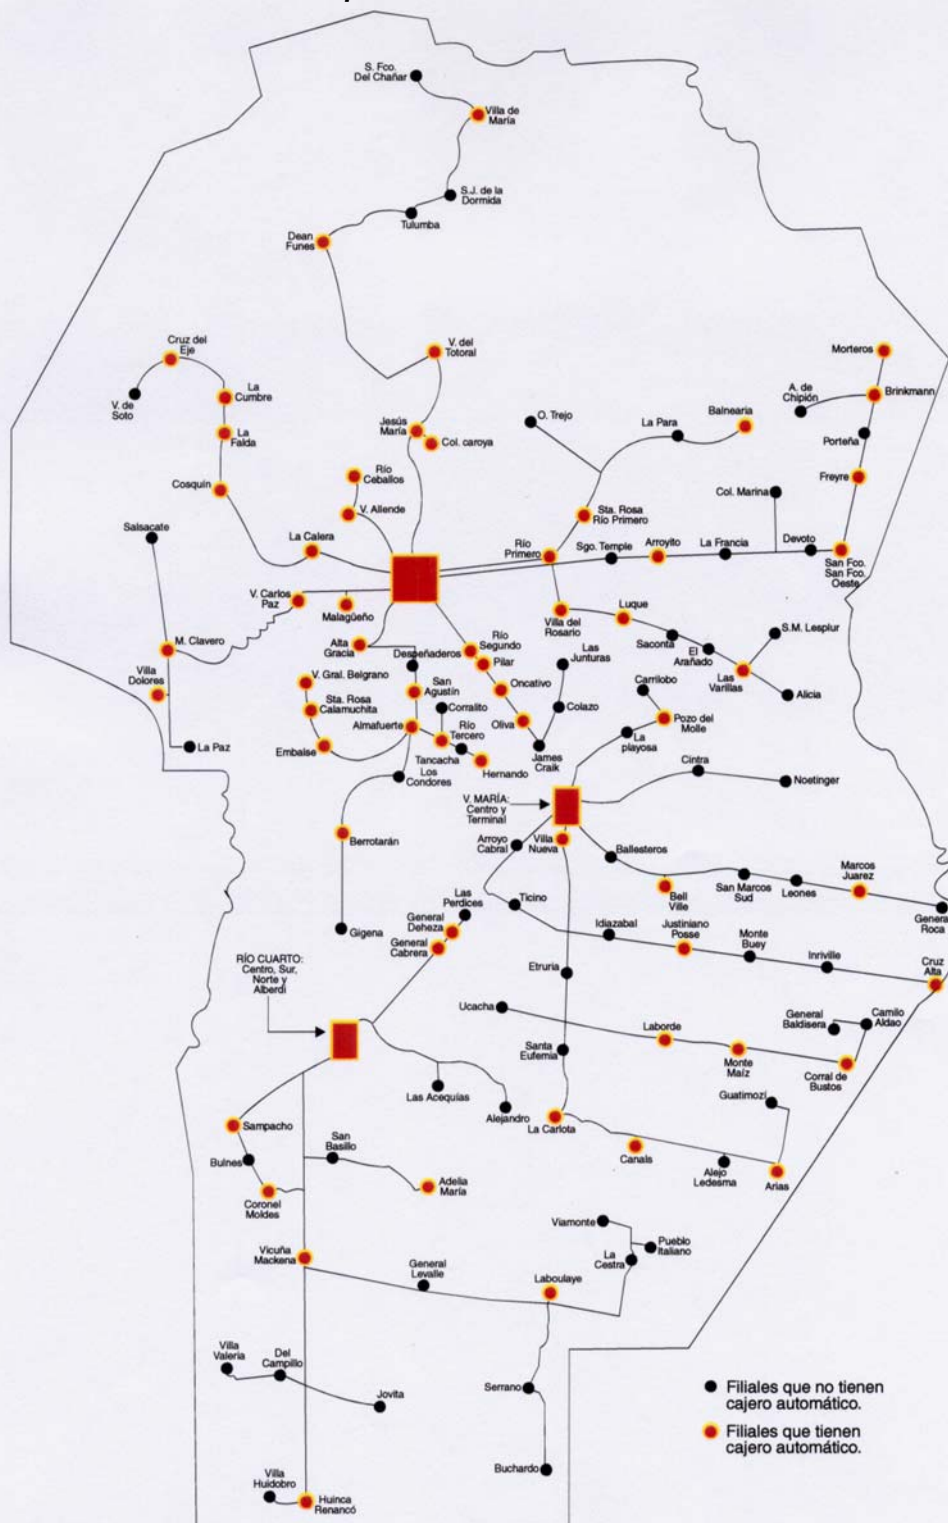 S. Fco.
Del Chañar
Villa de
María
S.J. de la
Dormida
Tulumba
Dean
Funes
Cruz del
Eje
V. del
Totoral
Morteros
La
Cumbre
A. de
Chipión
Brinkmann
V. de
Soto
O. Trejo
La Para
Balnearia
Jesús
María
Col. caroya
La
Falda
Porteña
Río
Ceballos
Cosquín
Freyre
Col. Marina
V. Allende
Sta. Rosa
Río Primero
Salsacate
La Calera
Río
Primero
Sgo. Temple
Arroyito
La Francia
Devoto
San Fco.
San Fco.
Oeste
V. Carlos
Paz
Malagüeño
Villa del
Rosario
Luque
S.M. Lesplur
M. Clavero
Alta
Gracia
Despeñaderos
Río
Segundo
Pilar
Las
Junturas
Saconta
El
Arañado
Las
Varillas
Villa
Dolores
V. Gral. Belgrano
San
Agustín
Oncativo
Carrilobo
Alicia
Sta. Rosa
Calamuchita
Corralito
Colazo
Almafuerte
Río
Tercero
Oliva
Pozo del
Molle
La Paz
Embalse
Tancacha
Hernando
James
Craik
La
playosa
Los
Condores
Cintra
Noetinger
V. MARÍA:
Centro y
Terminal
Berrotarán
Arroyo
Cabral
Villa
Nueva
Ballesteros
Bell
Ville
San Marcos
Sud
Leones
Marcos
Juarez
General
Roca
Las
Perdices
Ticino
General
Deheza
Gigena
General
Cabrera
Idiazabal
Justiniano
Posse
Monte
Buey
Inriville
Cruz
Alta
RÍO CUARTO:
Centro, Sur,
Norte y
Alberdi
Etruria
Ucacha
General
Baldisera
Camilo
Aldao
Laborde
Santa
Eufemia
Monte
Maíz
Corral de
Bustos
Las Acequias
Guatimozí
Alejandro
La Carlota
Sampacho
San
Basilio
Bulnes
Canals
Alejo
Ledesma
Arias
Adelia
María
Coronel
Moldes
Viamonte
Pueblo
Italiano
Vicuña
Mackena
La
Cestra
General
Levalle
Laboulaye
Villa
Valeria
Del
Campillo
Jovita
Serrano
Filiales que no tienen
cajero automático.
Filiales que tienen
cajero automático.
Buchardo
Villa
Huidobro
Huinca
Renancó